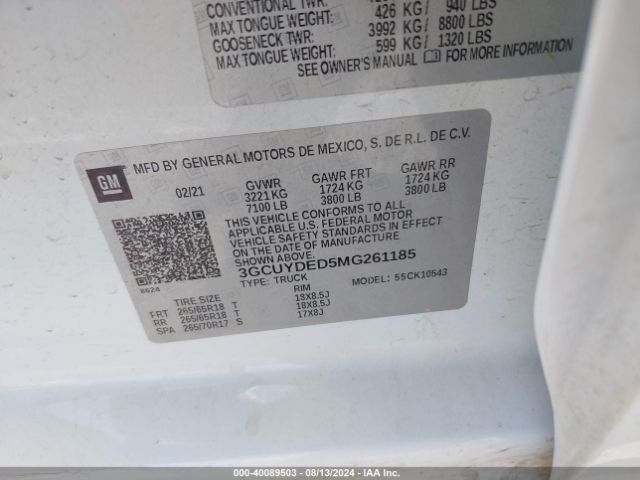 CONVENTIONAL TWR:
MAX TONGUE WEIGHT: 426 KG/ 940 LBS
GOOSENECK TWR: 3992 KG/ 8800 LBS
MAX TONGUE WEIGHT: 599 KG/ 1320 LBS
SEE OWNER'S MANUAL FOR MORE INFORMATION
GM
MFD BY GENERAL MOTORS DE MEXICO, S. DE R.L. DE C.V.
02/21 GVWR GAWR FRT GAWR RR
3221 KG 1724 KG 1724 KG
7100 LB 3800 LB 3800 LB
THIS VEHICLE CONFORMS TO ALL
APPLICABLE U.S. FEDERAL MOTOR
VEHICLE SAFETY STANDARDS IN EFFECT
ON THE DATE OF MANUFACTURE
SHOWN ABOVE.
3GCUYDED5MG261185
TYPE: TRUCK MODEL: 55CK10543
8624
TIRE SIZE RIM
FRT 265/65R18 T 18X8.5J
RR 265/65R18 T 18X8.5J
SPA 265/70R17 S 17X8J
000-40089503 - 08/13/2024 - IAA Inc.